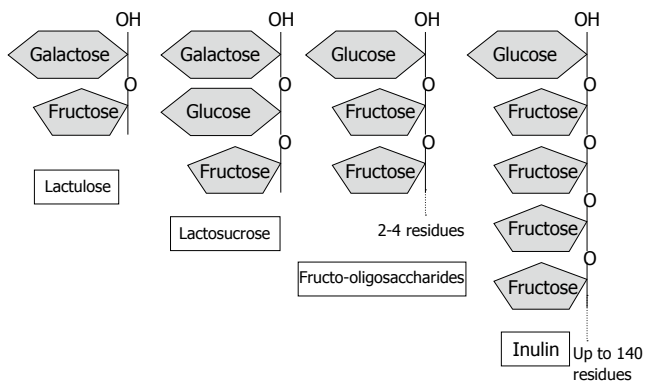 OH
Galactose
O
Fructose
Lactulose
OH
Galactose
O
Glucose
O
Fructose
Lactosucrose
OH
Glucose
O
Fructose
O
Fructose
2-4 residues
Fructo-oligosaccharides
OH
Glucose
O
Fructose
O
Fructose
O
Fructose
O
Fructose
Inulin
Up to 140
residues